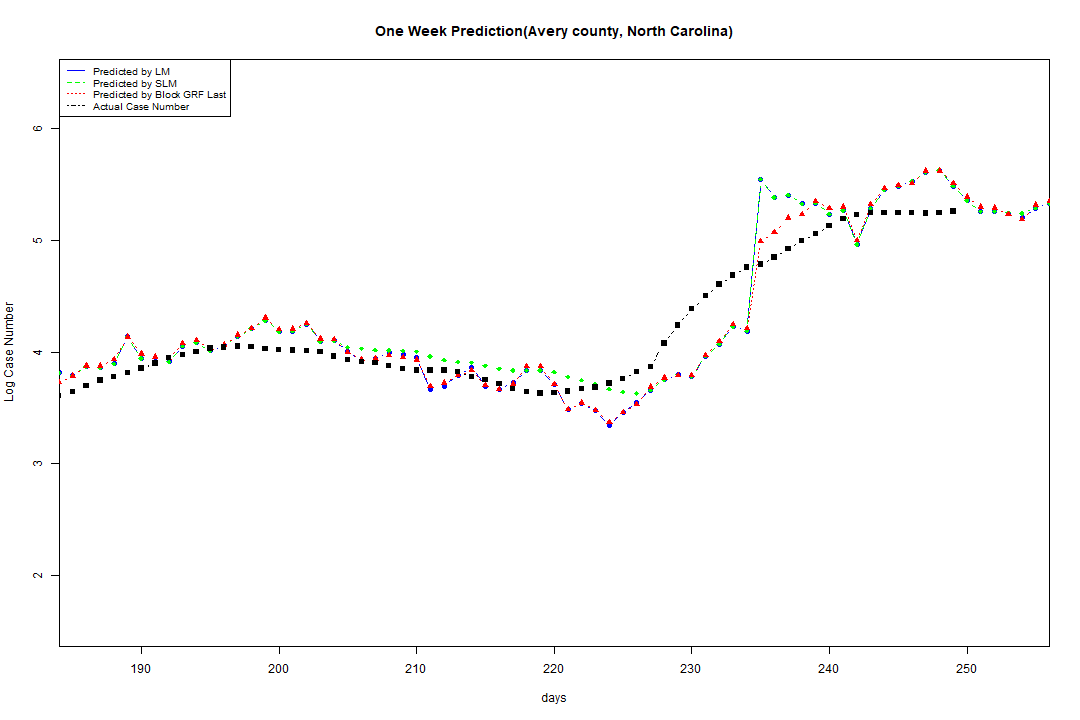 One Week Prediction(Avery county, North Carolina)
Predicted by LM
Predicted by SLM
Predicted by Block GRF Last
Actual Case Number
6
5
4
3
2
Log Case Number
190 200 210 220 230 240 250
days